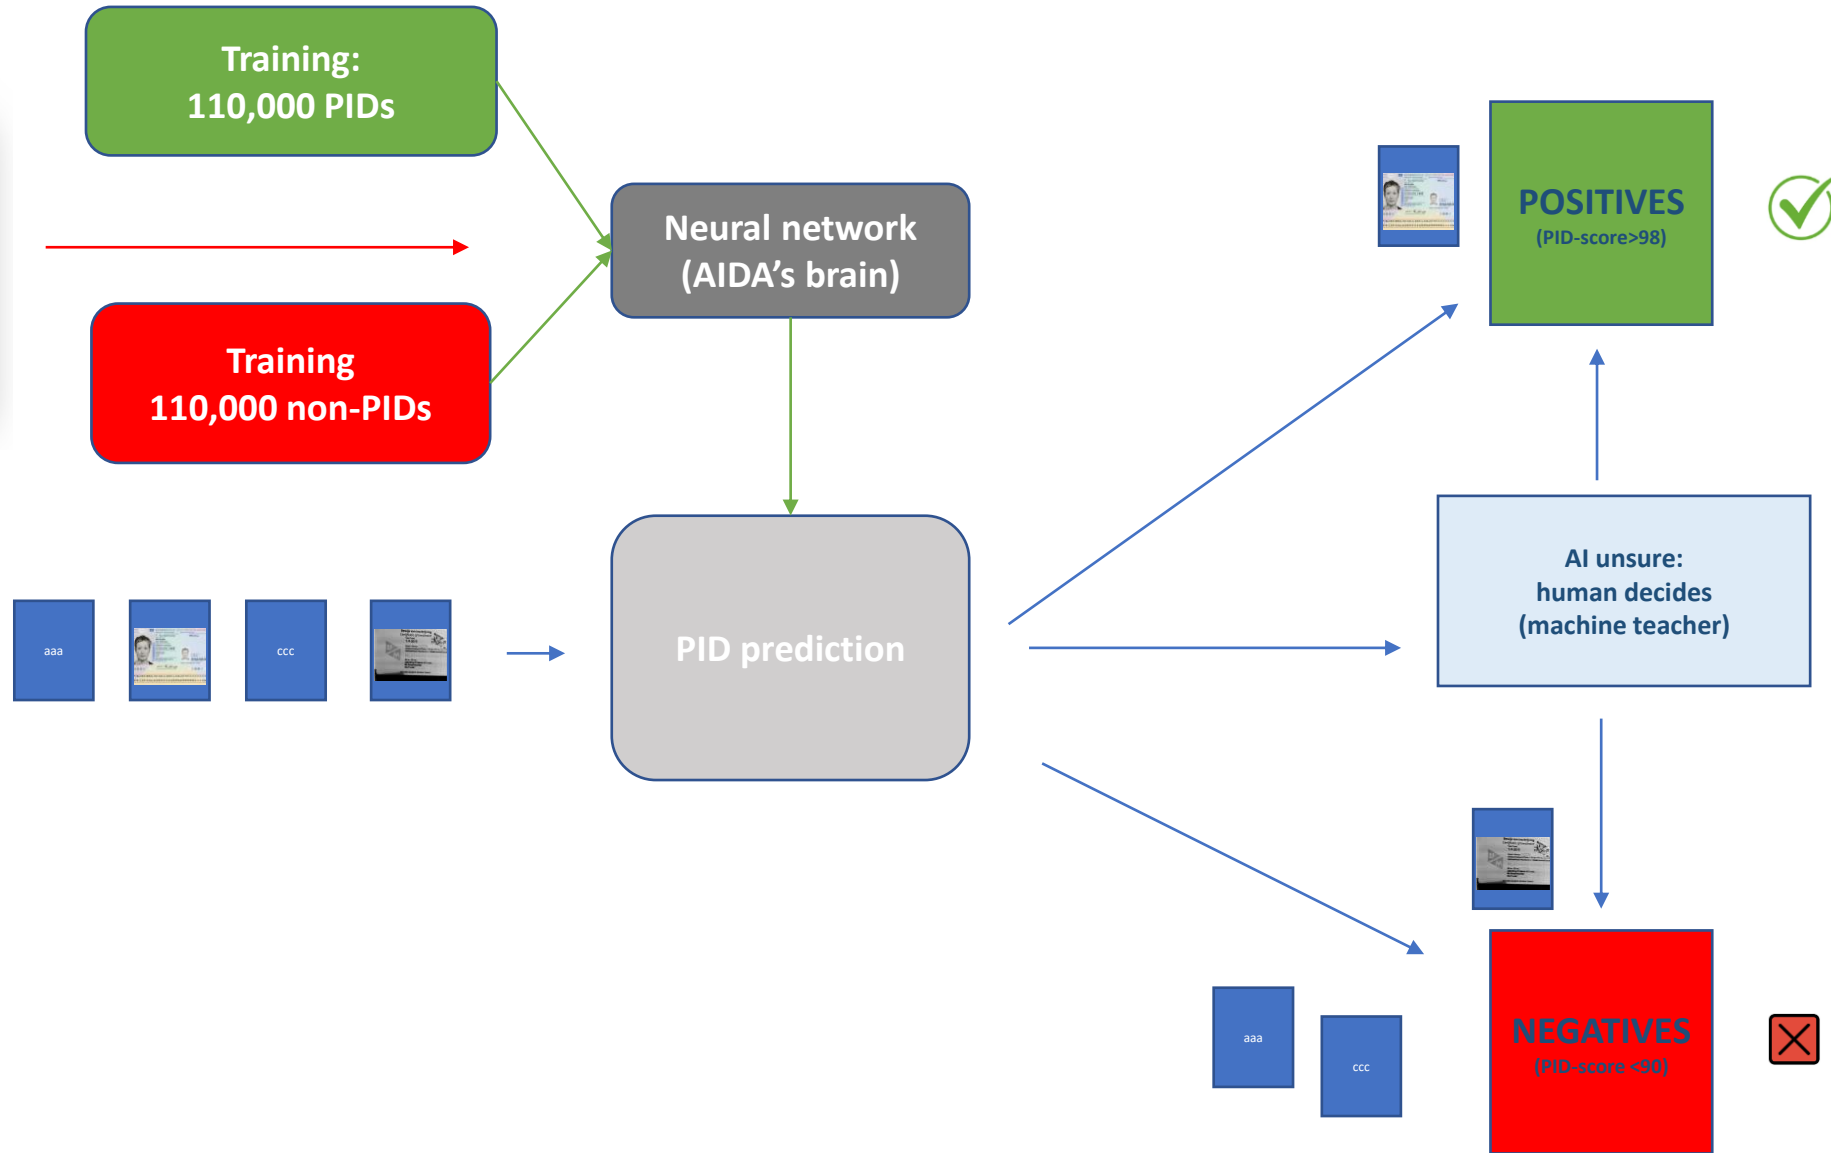 Training:
110,000 PIDs
Neural network
(AIDA's brain)
Training
110,000 non-PIDs
POSITIVES
(PID-score>98)
AI unsure:
human decides
(machine teacher)
aaa
ccc
PID prediction
aaa
ccc
NEGATIVES
(PID-score <90)